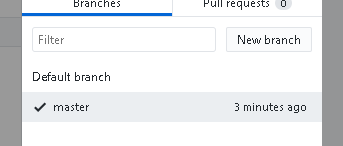 Branches Pull requests 0
Filter New branch
Default branch
master 3 minutes ago